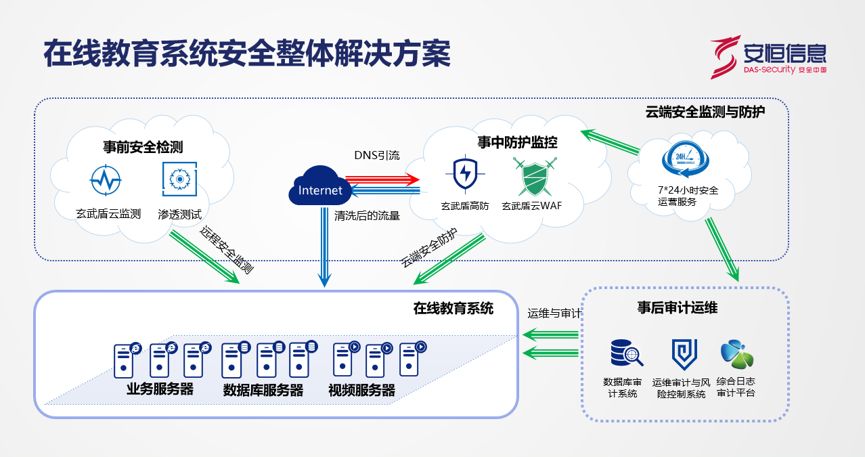 在线教育系统安全整体解决方案
安恒信息
DAS-security 安全中国
云端安全监测与防护
事前安全检测
玄武盾云监测
渗透测试
Internet
DNS引流
清洗后的流量
事中防护监控
玄武盾高防
玄武盾云WAF
24H
7*24小时安全
运营服务
远程安全监测
云端安全防护
在线教育系统
业务服务器
数据库服务器
视频服务器
运维与审计
事后审计运维
数据库审
计系统
运维审计与风
险控制系统
综合日志
审计平台